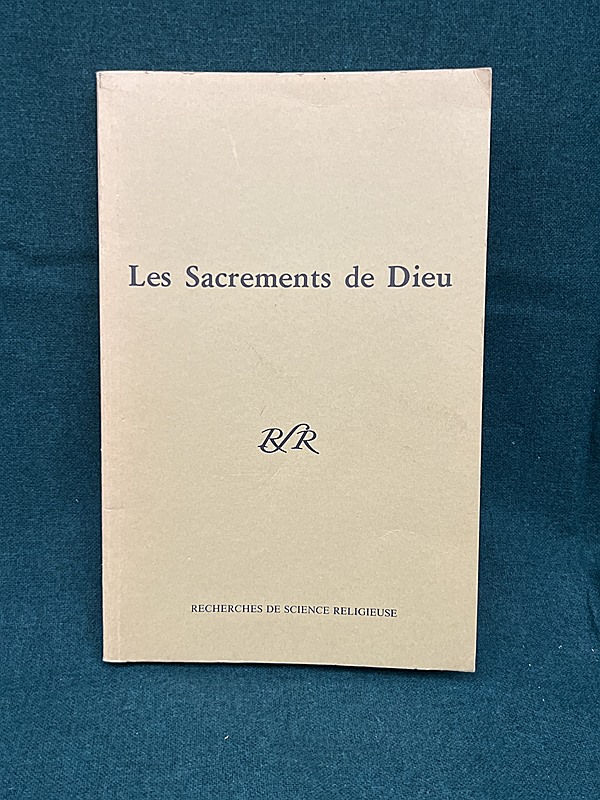 Les Sacrements de Dieu
RSR
RECHERCHES DE SCIENCE RELIGIEUSE